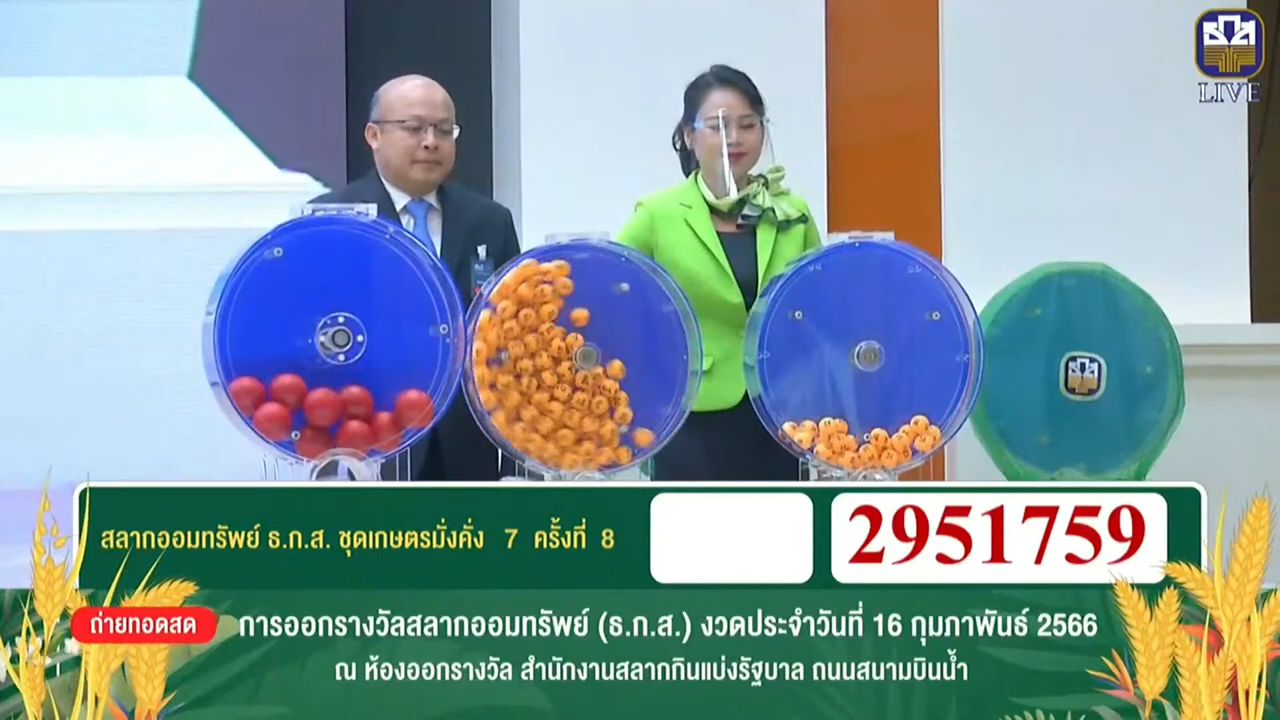 ธ ก ส
LIVE
สลากออมทรัพย์ ธ.ก.ส. ชุดเกษตรมั่งคั่ง 7 ครั้งที่ 8
2951759
ถ่ายทอดสด
การออกรางวัลสลากออมทรัพย์ (ธ.ก.ส.) งวดประจำวันที่ 16 กุมภาพันธ์ 2566
ณ ห้องออกรางวัล สำนักงานสลากกินแบ่งรัฐบาล ถนนสนามบินน้ำ